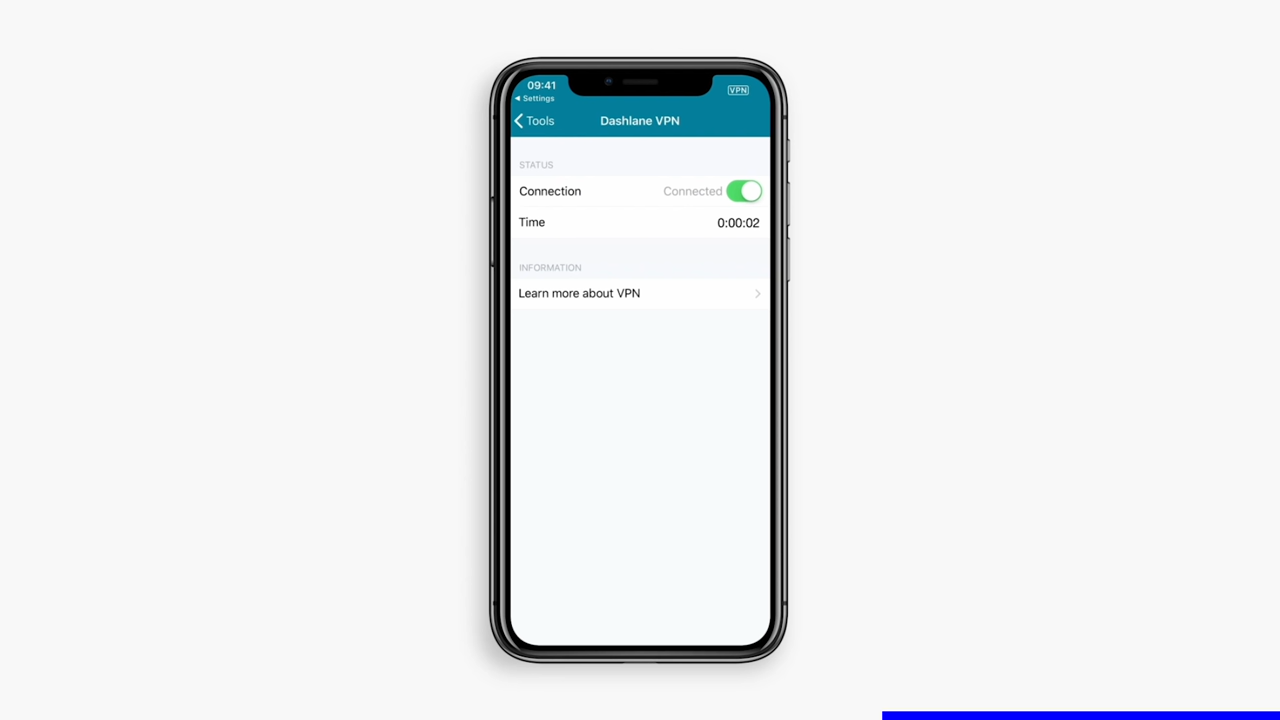 09:41
VPN
◀ Settings
Tools
Dashlane VPN
STATUS
Connection Connected
Time 0:00:02
INFORMATION
Learn more about VPN